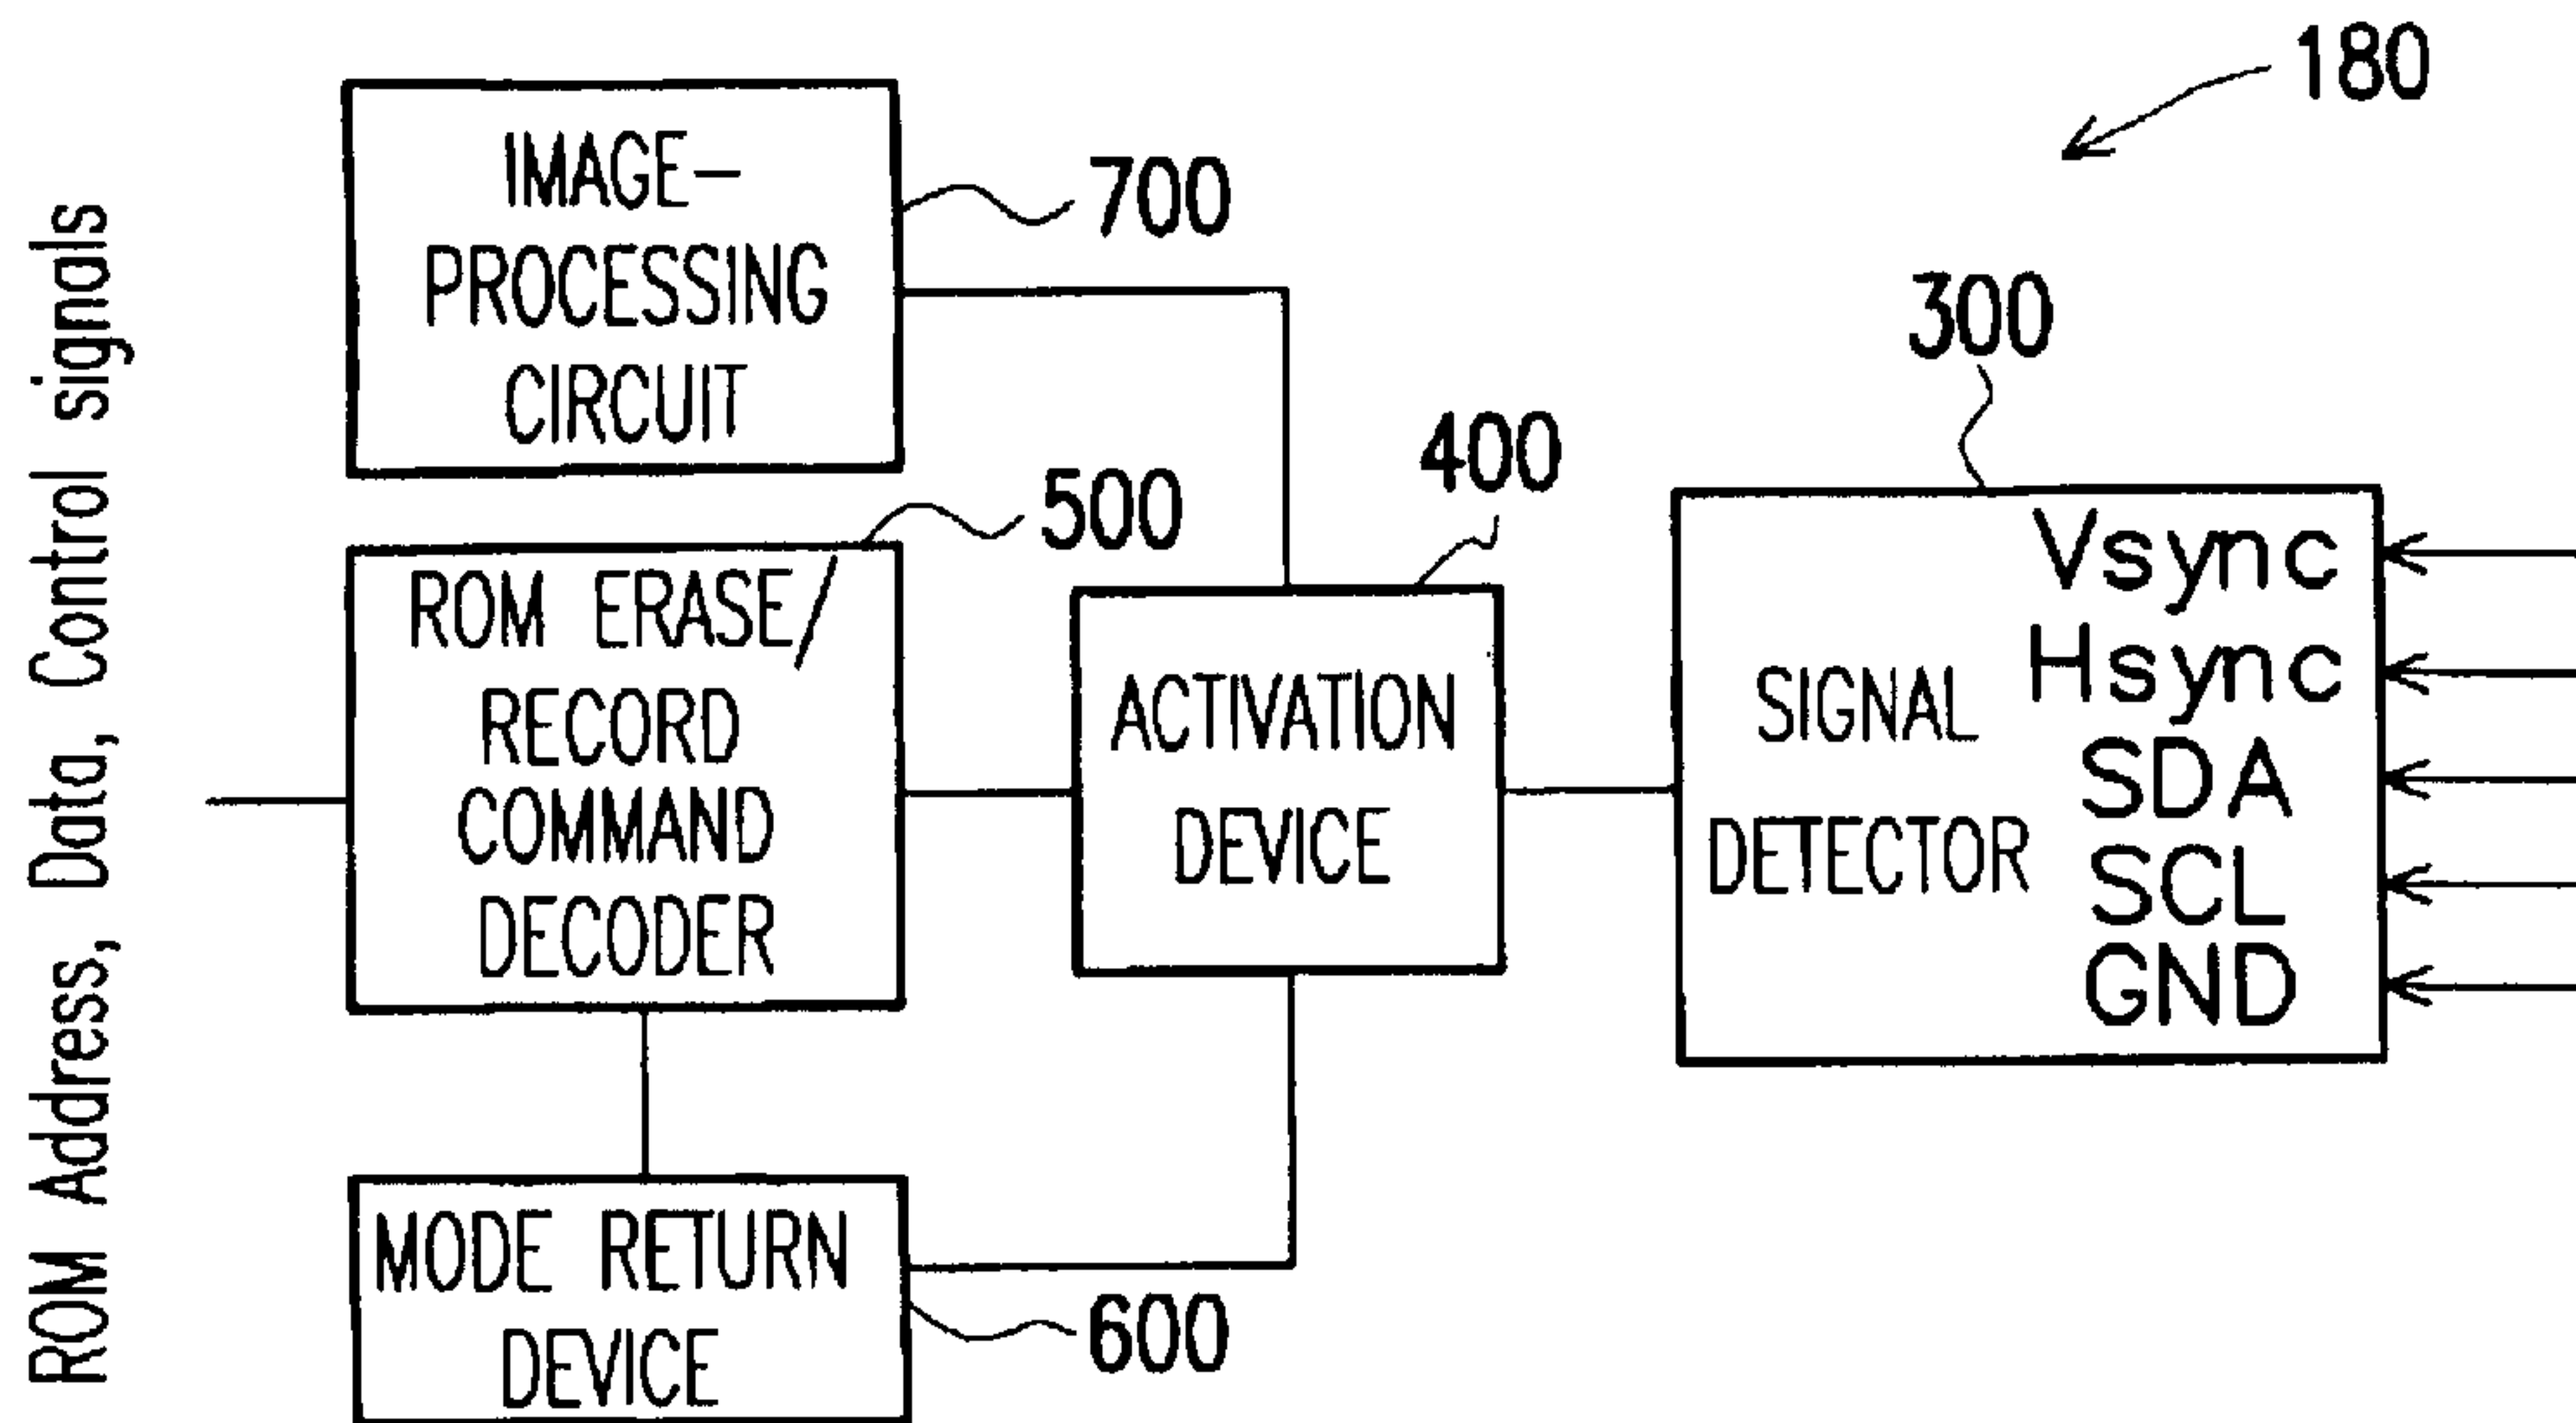 180
IMAGE-
PROCESSING
CIRCUIT
700
ROM ERASE/
RECORD
COMMAND
DECODER
500
MODE RETURN
DEVICE
600
ACTIVATION
DEVICE
400
SIGNAL
DETECTOR
300
Vsync
Hsync
SDA
SCL
GND
ROM Address, Data, Control signals